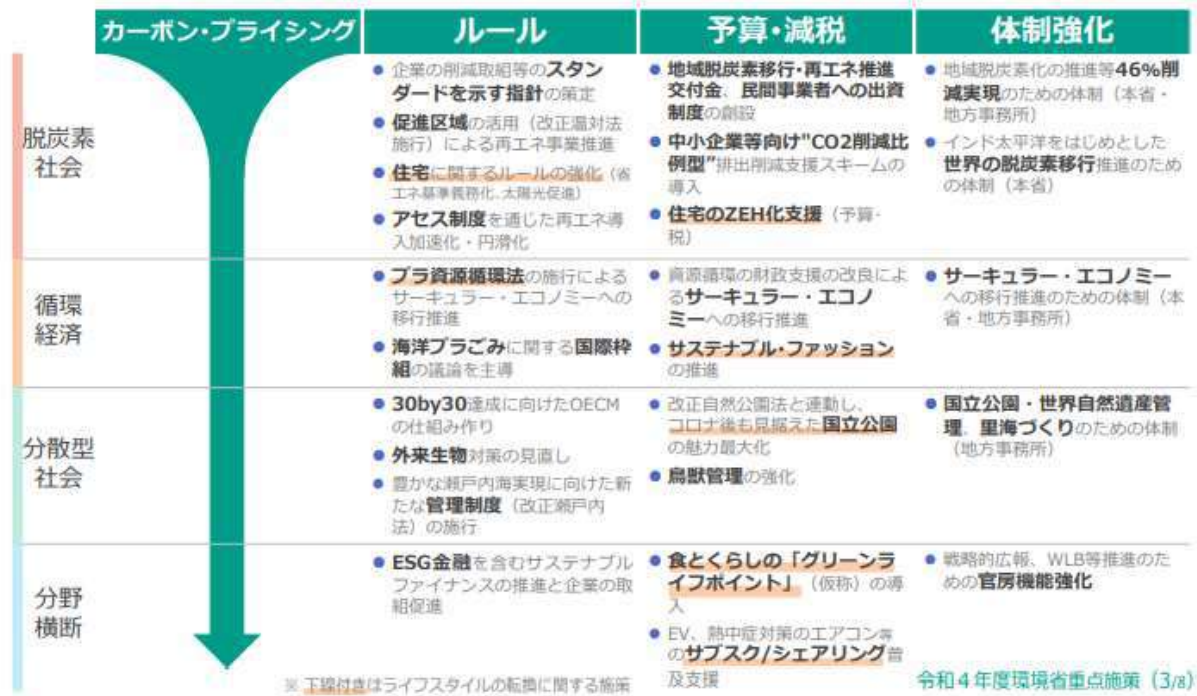 カーボン・プライシング
ルール
予算・減税
体制強化
脱炭素
社会
● 企業の削減取組等のスタン
ダードを示す指針の策定
● 促進区域の活用（改正温対法
施行）による再エネ事業推進
● 住宅に関するルールの強化（省
エネ基準義務化、太陽光促進）
● アセス制度を通じた再エネ導
入加速化・円滑化
● 地域脱炭素移行・再エネ推進
交付金、民間事業者への出資
制度の創設
● 中小企業等向け"CO2削減比
例型"排出削減支援スキームの
導入
● 住宅のZEH化支援（予算・
税）
● 地域脱炭素化の推進等46%削
減実現のための体制（本省・
地方事務所）
● インド太平洋をはじめとした
世界の脱炭素移行推進のため
の体制（本省）
循環
経済
● プラ資源循環法の施行による
サーキュラー・エコノミーへの
移行推進
● 海洋プラごみに関する国際枠
組の議論を主導
● 資源循環の財政支援の改良によ
るサーキュラー・エコノ
ミーへの移行推進
● サステナブル・ファッション
の推進
● サーキュラー・エコノミー
への移行推進のための体制（本
省・地方事務所）
分散型
社会
● 30by30達成に向けたOECM
の仕組み作り
● 外来生物対策の見直し
● 豊かな瀬戸内海実現に向けた新
たな管理制度（改正瀬戸内
法）の施行
● 改正自然公園法と連動し、
コロナ後も見据えた国立公園
の魅力最大化
● 鳥獣管理の強化
● 国立公園・世界自然遺産管
理、里海づくりのための体制
（地方事務所）
分野
横断
● ESG金融を含むサステナブル
ファイナンスの推進と企業の取
組促進
● 食とくらしの「グリーンラ
イフポイント」（仮称）の導
入
● EV、熱中症対策のエアコン等
のサブスク/シェアリング普
及支援
● 戦略的広報、WLB等推進のた
めの官房機能強化
※ 下線付きはライフスタイルの転換に関する施策
令和４年度環境省重点施策（3/8）